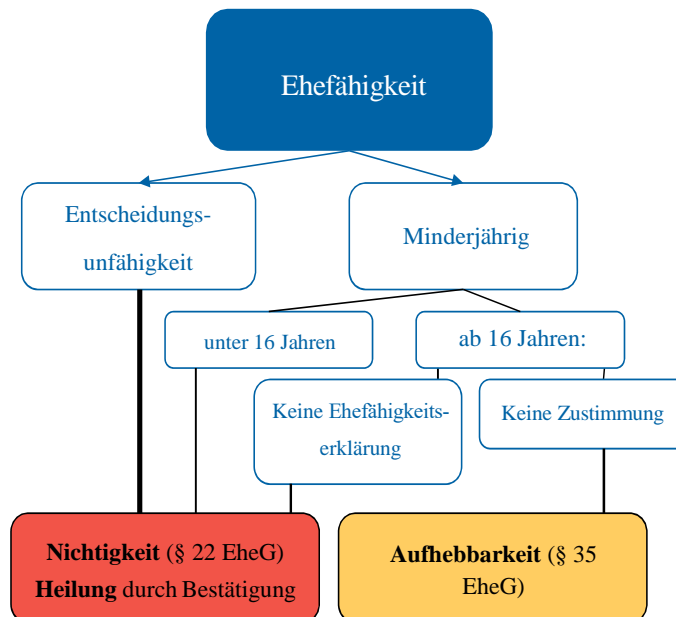 Ehefähigkeit
Entscheidungs-
unfähigkeit
Minderjährig
unter 16 Jahren
ab 16 Jahren:
Keine Ehefähigkeits-
erklärung
Keine Zustimmung
Nichtigkeit (§ 22 EheG)
Heilung durch Bestätigung
Aufhebbarkeit (§ 35
EheG)